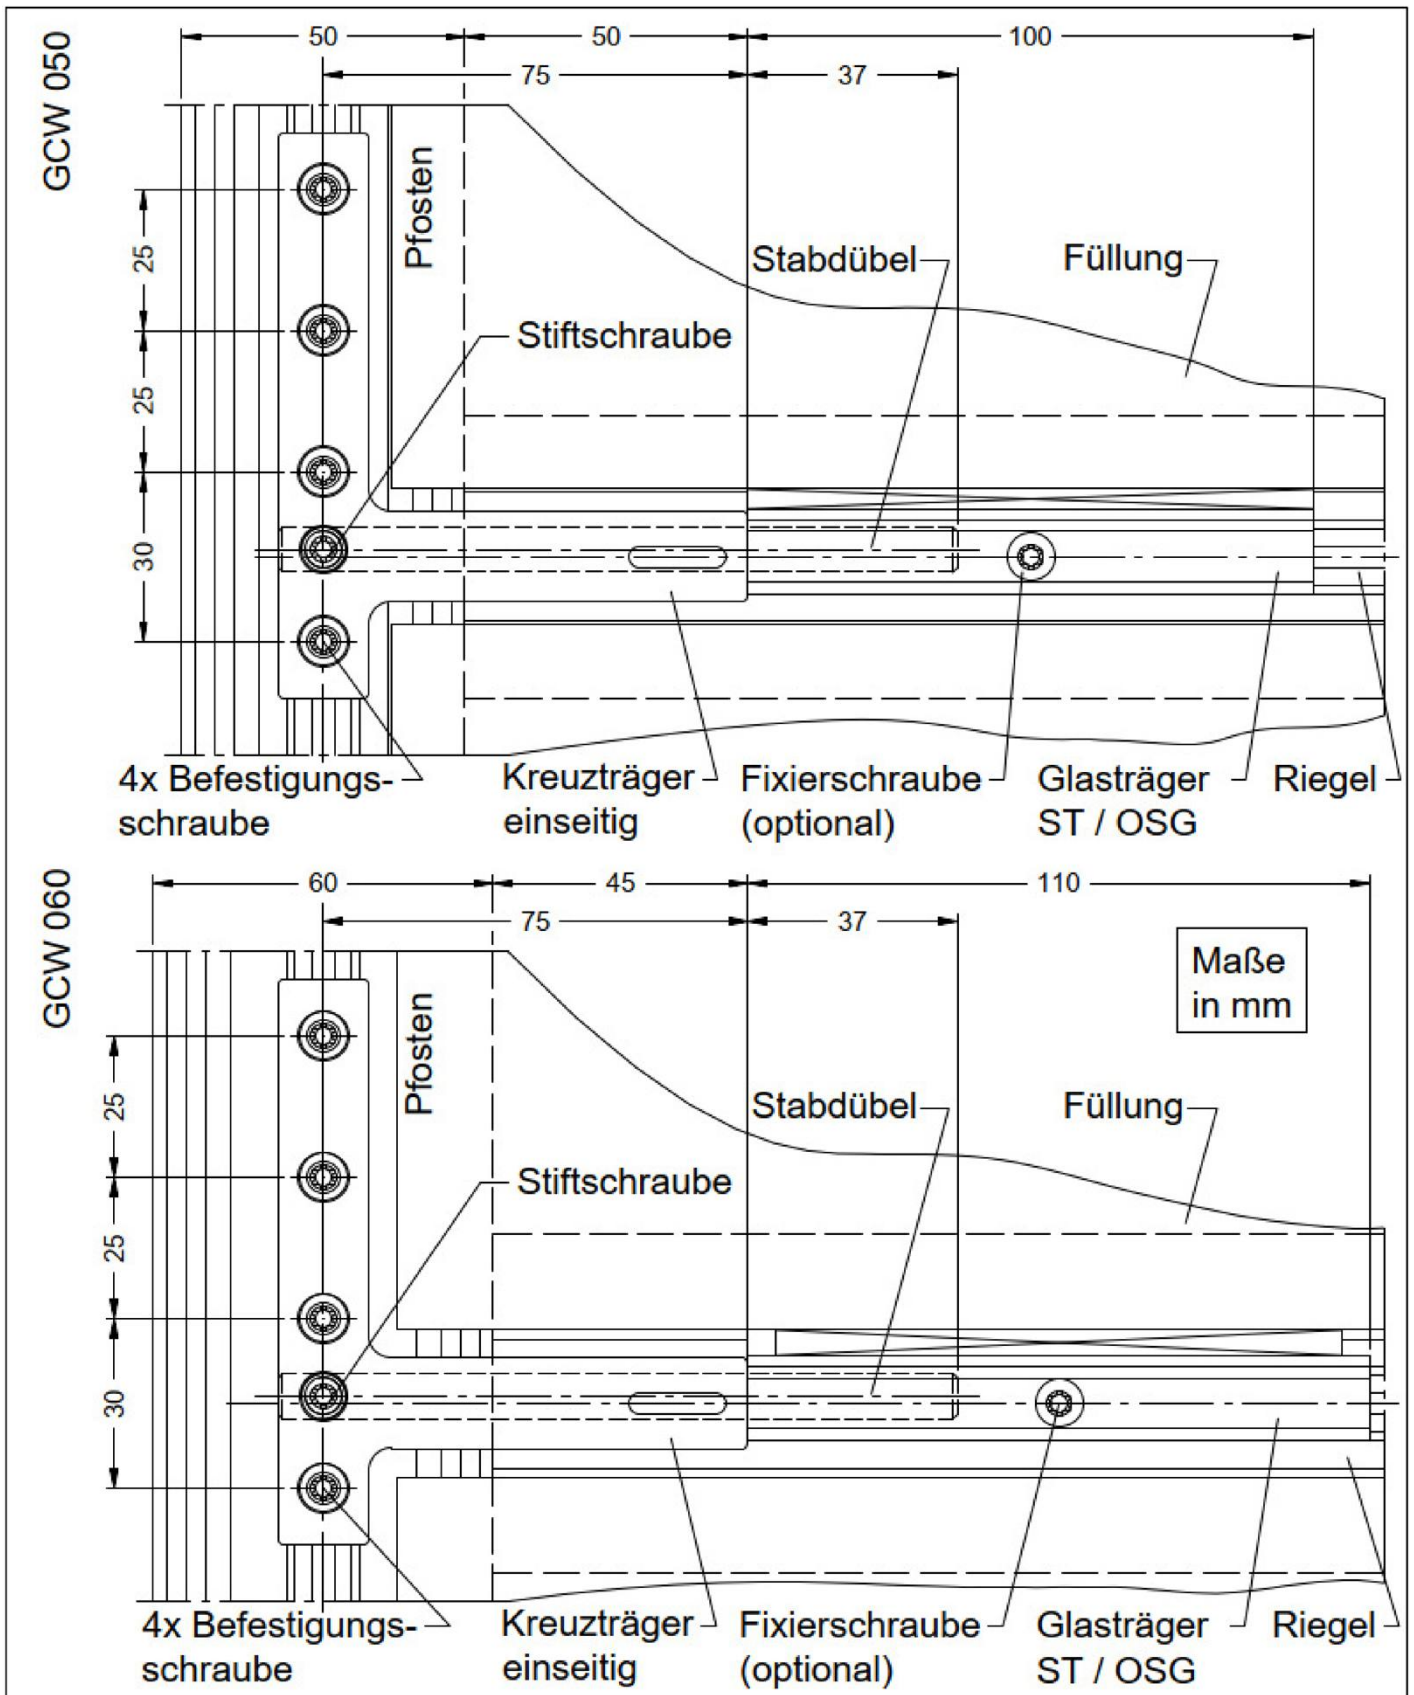 GCW 050
50
50
100
75
37
Pfosten
25
Stabdübel
Füllung
Stiftschraube
25
30
4x Befestigungs-
schraube
Kreuzträger
einseitig
Fixierschraube
(optional)
Glasträger
ST / OSG
Riegel
GCW 060
60
45
110
75
37
Maße
in mm
Pfosten
25
Stabdübel
Füllung
Stiftschraube
25
30
4x Befestigungs-
schraube
Kreuzträger
einseitig
Fixierschraube
(optional)
Glasträger
ST / OSG
Riegel